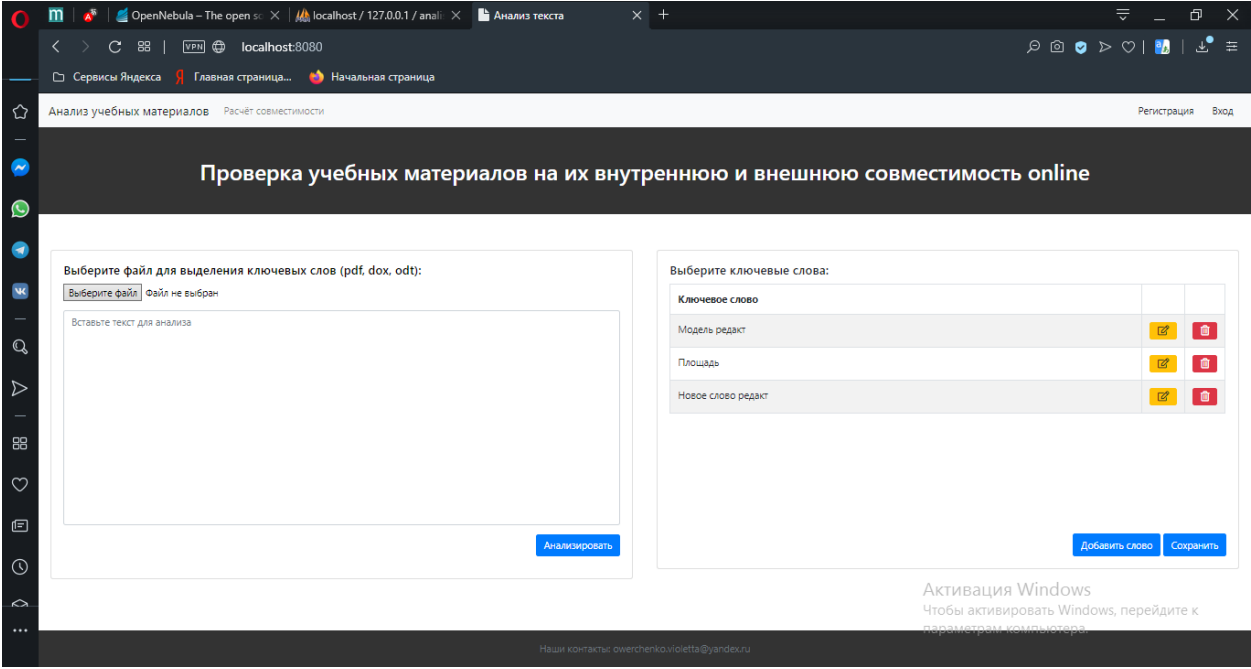 OpenNebula – The open sc
localhost / 127.0.0.1 / anali
Анализ текста
VPN localhost:8080
Сервисы Яндекса Главная страница... Начальная страница
Анализ учебных материалов Расчёт совместимости Регистрация Вход
Проверка учебных материалов на их внутреннюю и внешнюю совместимость online
Выберите файл для выделения ключевых слов (pdf, dox, odt):
Выберите файл Файл не выбран
Вставьте текст для анализа
Анализировать
Выберите ключевые слова:
Ключевое слово
Модель редакт
Площадь
Новое слово редакт
Добавить слово Сохранить
Активация Windows
Чтобы активировать Windows, перейдите к
параметрам компьютера.
Наши контакты: owerchenko.violetta@yandex.ru